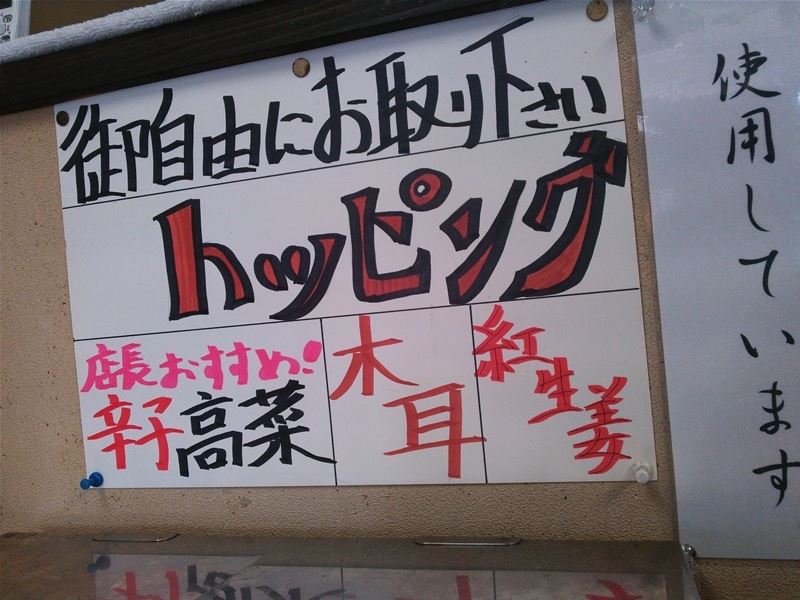 御自由にお取り下さい
トッピング
店長おすすめ!
辛子高菜
木耳
紅生姜
使用しています